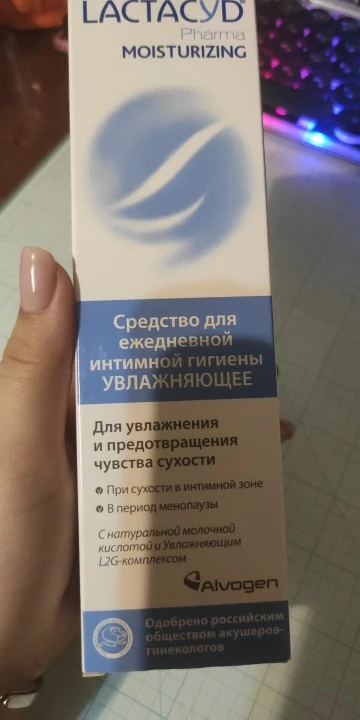 LACTACYD
Pharma
MOISTURIZING
Средство для
ежедневной
интимной гигиены
УВЛАЖНЯЮЩЕЕ
Для увлажнения
и предотвращения
чувства сухости
При сухости в интимной зоне
В период менопаузы
С натуральной молочной
кислотой и Увлажняющим
L2G-комплексом
Alvogen
Одобрено российским
обществом акушеров-
гинекологов